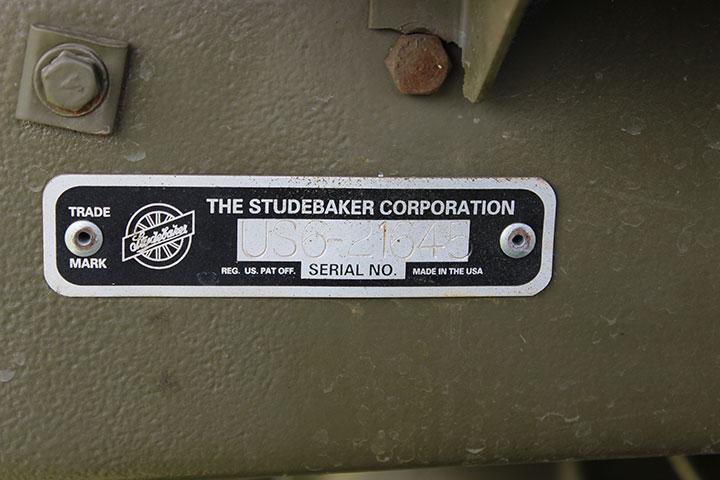 THE STUDEBAKER CORPORATION
TRADE
MARK
Studebaker
US6-21645
REG. US. PAT OFF.
SERIAL NO.
MADE IN THE USA